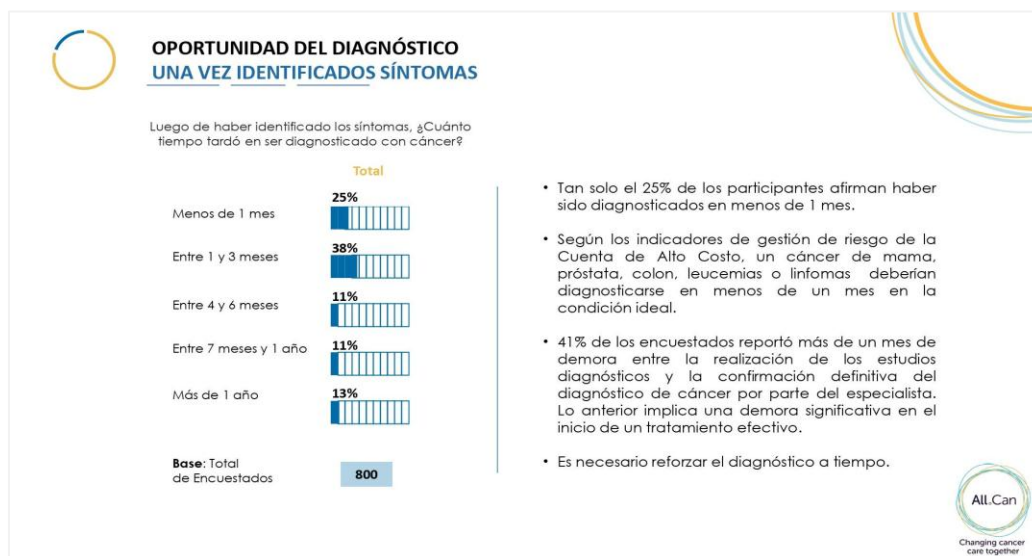 OPORTUNIDAD DEL DIAGNÓSTICO
UNA VEZ IDENTIFICADOS SÍNTOMAS
Luego de haber identificado los síntomas, ¿Cuánto
tiempo tardó en ser diagnosticado con cáncer?
Total
Menos de 1 mes
25%
Entre 1 y 3 meses
38%
Entre 4 y 6 meses
11%
Entre 7 meses y 1 año
11%
Más de 1 año
13%
Base: Total
de Encuestados
800
• Tan solo el 25% de los participantes afirman haber
sido diagnosticados en menos de 1 mes.
• Según los indicadores de gestión de riesgo de la
Cuenta de Alto Costo, un cáncer de mama,
próstata, colon, leucemias o linfomas deberían
diagnosticarse en menos de un mes en la
condición ideal.
• 41% de los encuestados reportó más de un mes de
demora entre la realización de los estudios
diagnósticos y la confirmación definitiva del
diagnóstico de cáncer por parte del especialista.
Lo anterior implica una demora significativa en el
inicio de un tratamiento efectivo.
• Es necesario reforzar el diagnóstico a tiempo.
All.Can
Changing cancer
care together